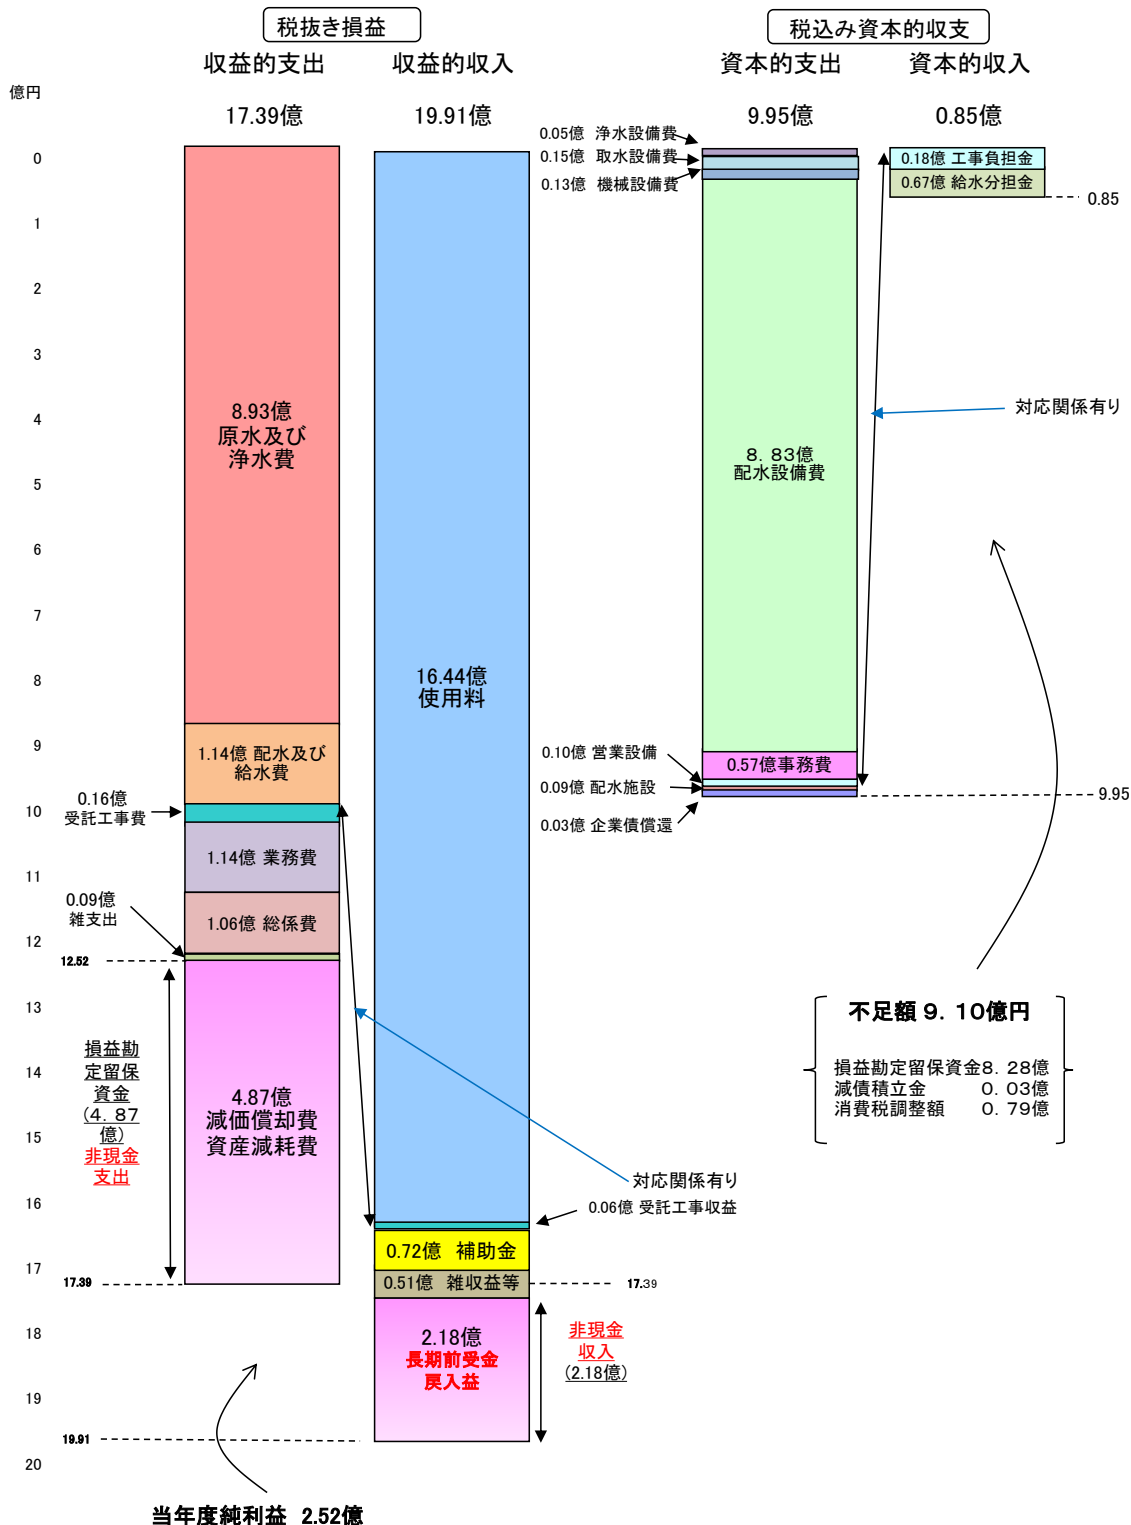 税抜き損益
税込み資本的収支
収益的支出
収益的収入
資本的支出
資本的収入
億円
17.39億
19.91億
9.95億
0.85億
0
1
2
3
4
5
6
7
8
9
10
11
12
13
14
15
16
17
18
19
20
8.93億
原水及び
浄水費
1.14億 配水及び
給水費
0.16億
受託工事費
1.14億 業務費
1.06億 総係費
0.09億
雑支出
12.52
損益勘
定留保
資金
(4.87
億)
非現金
支出
4.87億
減価償却費
資産減耗費
17.39
19.91
当年度純利益 2.52億
16.44億
使用料
対応関係有り
0.06億 受託工事収益
0.72億 補助金
0.51億 雑収益等
17.39
2.18億
長期前受金
戻入益
非現金
収入
(2.18億)
0.05億 浄水設備費
0.15億 取水設備費
0.13億 機械設備費
8.83億
配水設備費
0.57億事務費
0.10億 営業設備
0.09億 配水施設
0.03億 企業債償還
0.18億 工事負担金
0.67億 給水分担金
0.85
対応関係有り
9.95
不足額 9.10億円
損益勘定留保資金8.28億
減債積立金 0.03億
消費税調整額 0.79億